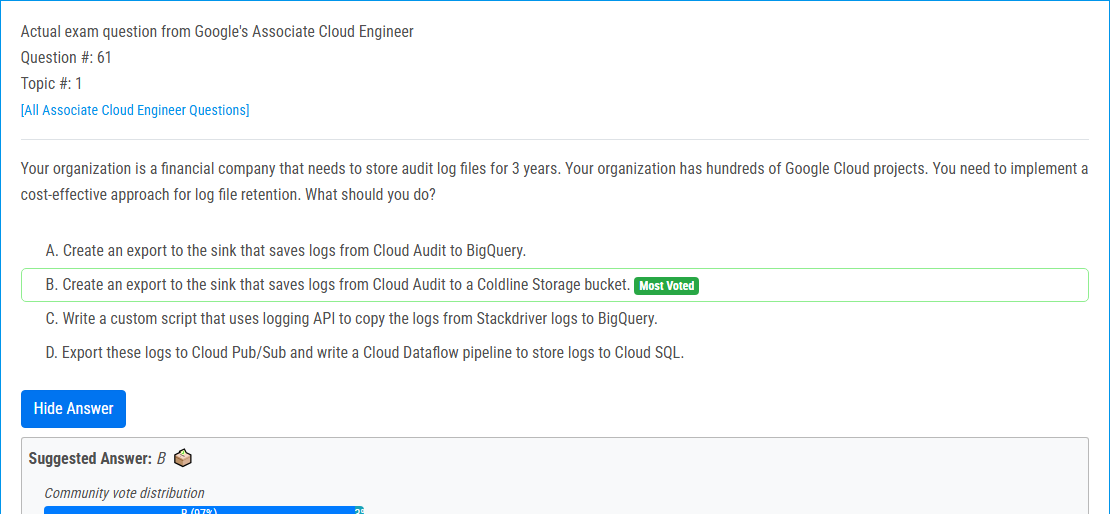 Actual exam question from Google's Associate Cloud Engineer
Question #: 61
Topic #: 1
[All Associate Cloud Engineer Questions]
Your organization is a financial company that needs to store audit log files for 3 years. Your organization has hundreds of Google Cloud projects. You need to implement a
cost-effective approach for log file retention. What should you do?
A. Create an export to the sink that saves logs from Cloud Audit to BigQuery.
B. Create an export to the sink that saves logs from Cloud Audit to a Coldline Storage bucket. Most Voted
C. Write a custom script that uses logging API to copy the logs from Stackdriver logs to BigQuery.
D. Export these logs to Cloud Pub/Sub and write a Cloud Dataflow pipeline to store logs to Cloud SQL.
Hide Answer
Suggested Answer: B
Community vote distribution
B (97%)